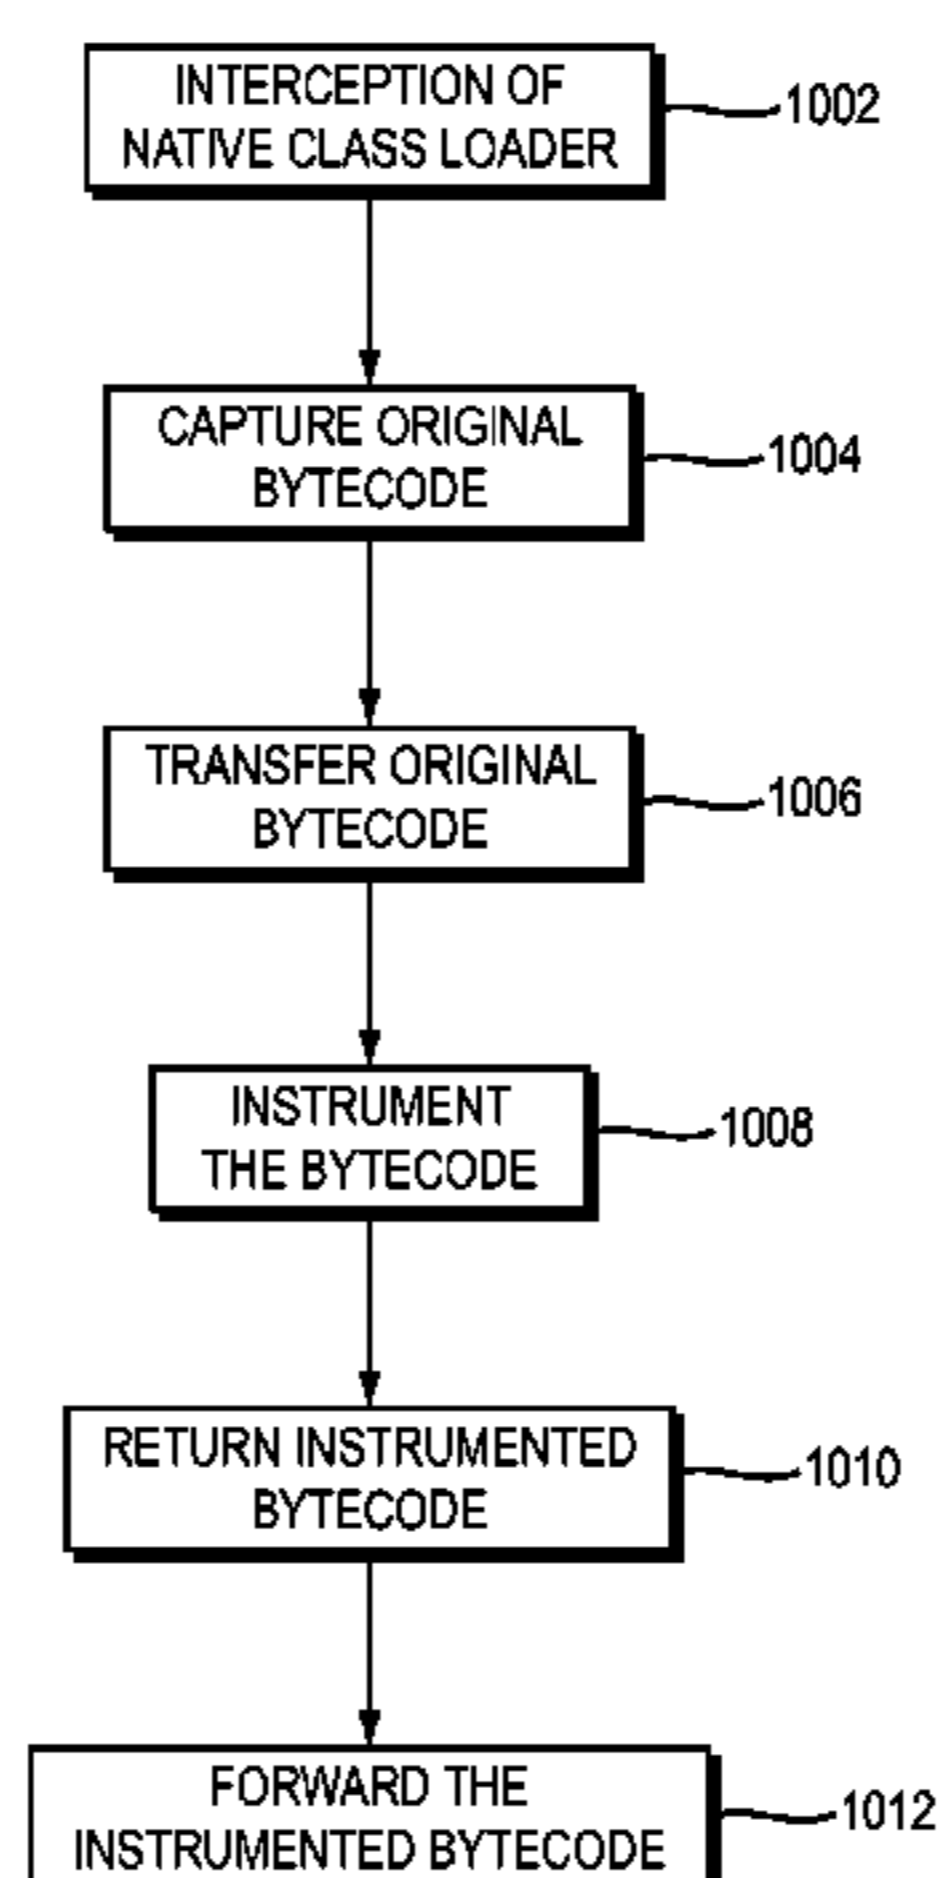 INTERCEPTION OF
NATIVE CLASS LOADER
1002
CAPTURE ORIGINAL
BYTECODE
1004
TRANSFER ORIGINAL
BYTECODE
1006
INSTRUMENT
THE BYTECODE
1008
RETURN INSTRUMENTED
BYTECODE
1010
FORWARD THE
INSTRUMENTED BYTECODE
1012